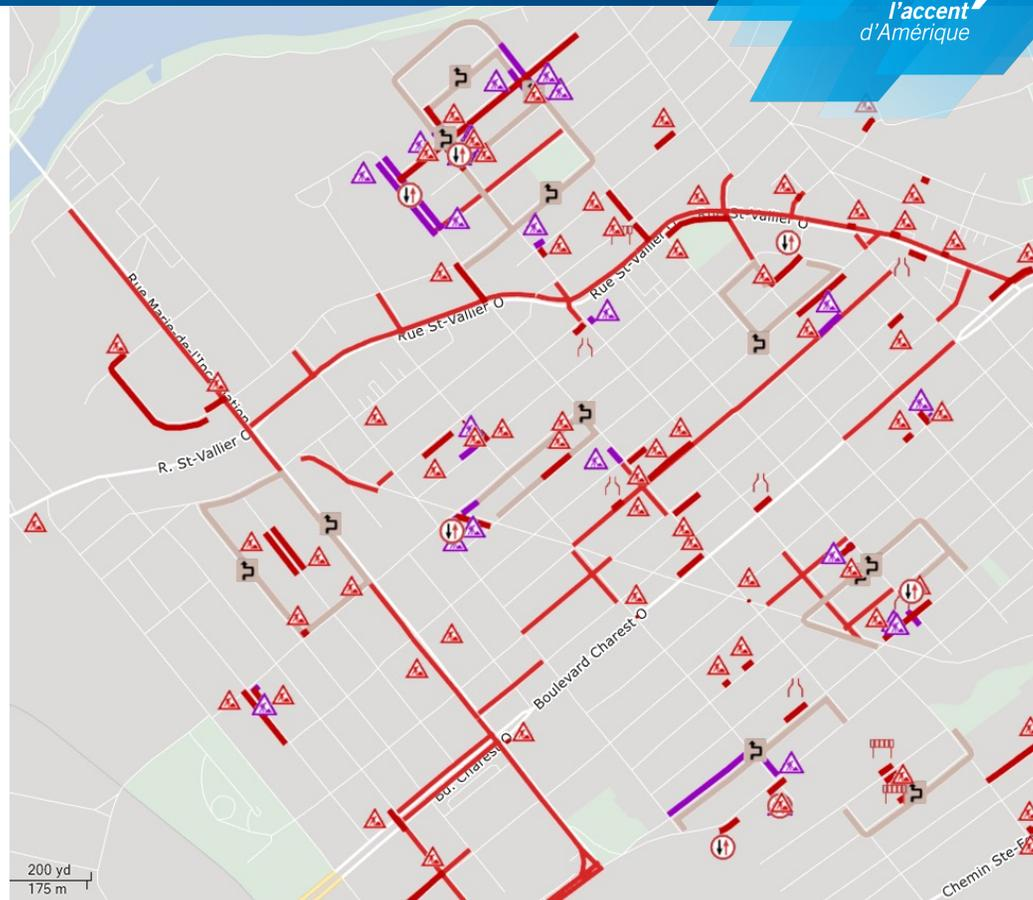 l'accent
d'Amérique
Rue St-Vallier O
Rue St-Vallier O
Rue Marie-de-l'Incarnation
Rue St-Vallier O
R. St-Vallier O
Boulevard Charest O
Bd. Charest O
200 yd
175 m
Chemin Ste-F